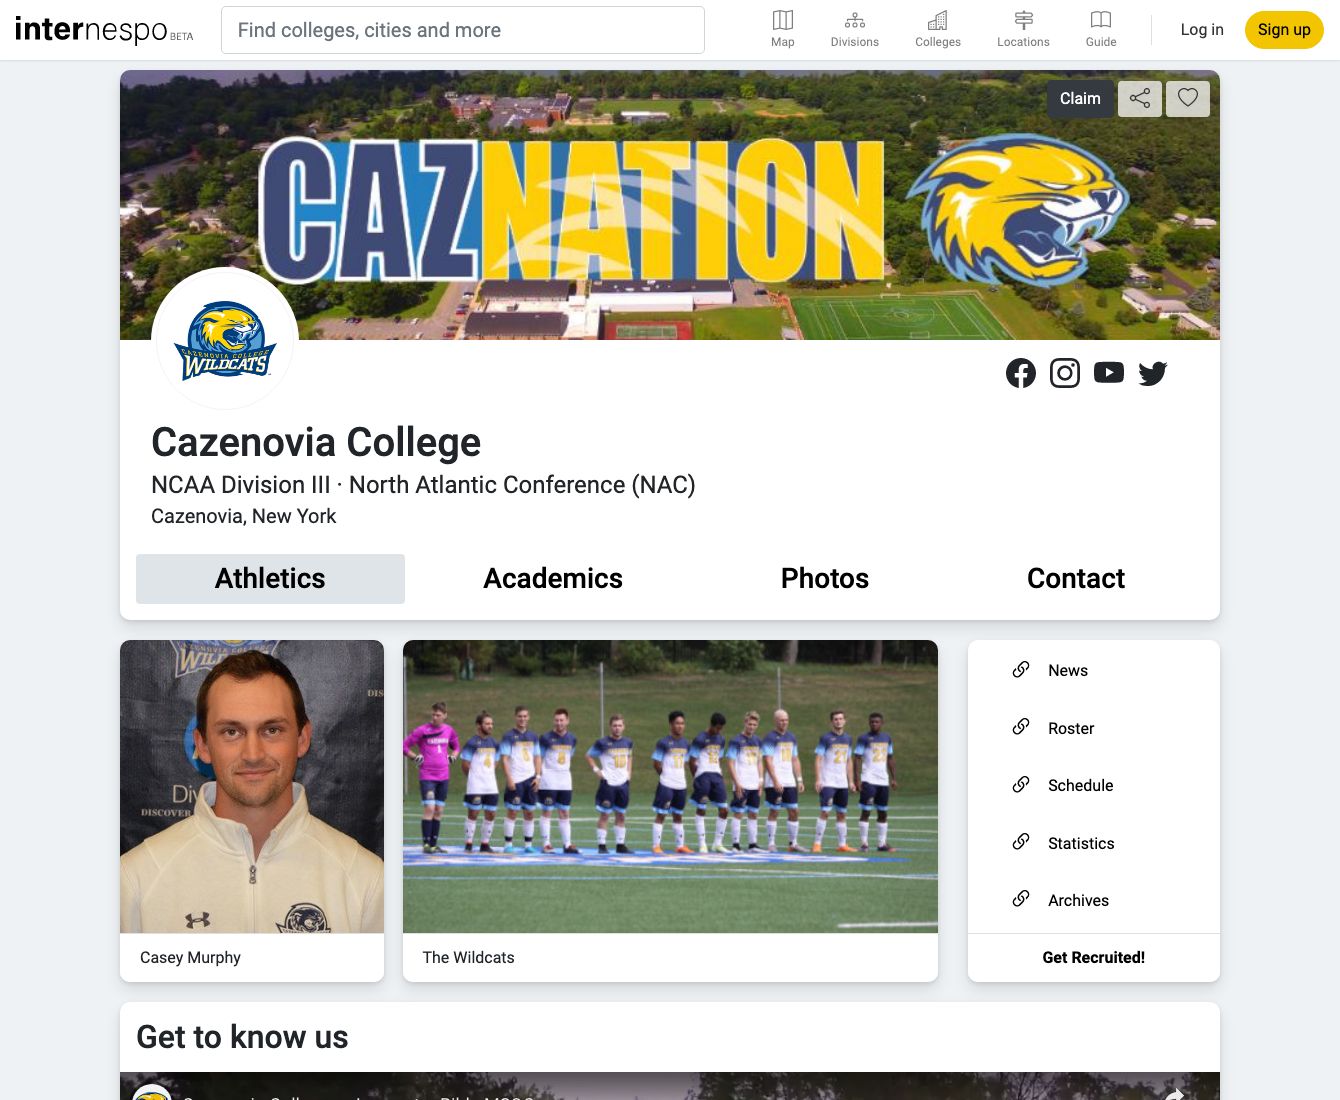 internespo BETA
Find colleges, cities and more
Map
Divisions
Colleges
Locations
Guide
Log in
Sign up
Claim
CAZNATION
CAZENOVIA COLLEGE
WILDCATS
Cazenovia College
NCAA Division III · North Atlantic Conference (NAC)
Cazenovia, New York
Athletics
Academics
Photos
Contact
DISCOVER
Casey Murphy
The Wildcats
News
Roster
Schedule
Statistics
Archives
Get Recruited!
Get to know us